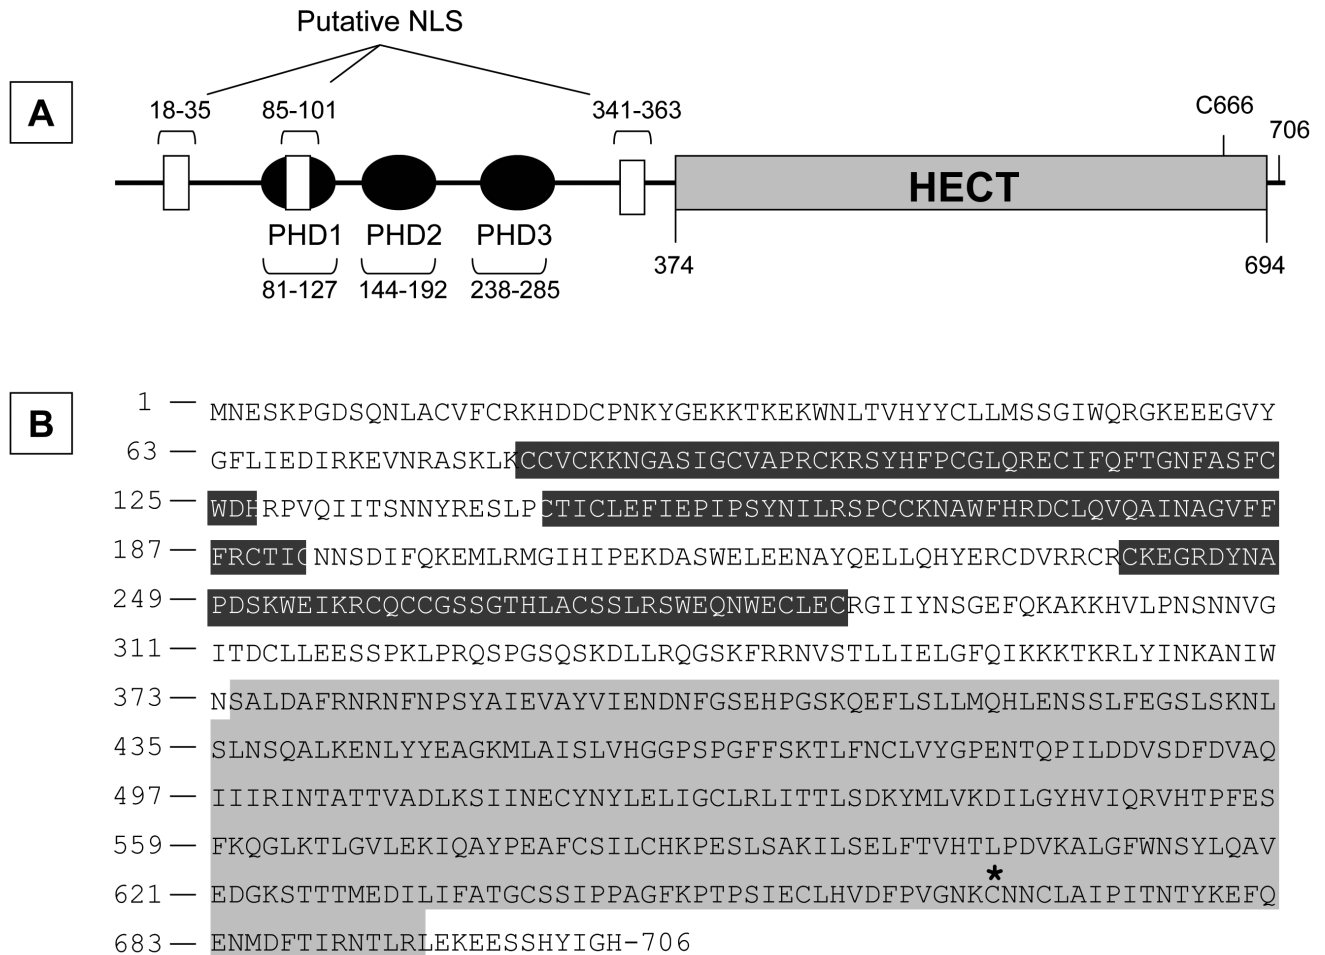 Putative NLS
A
18-35 85-101 341-363 C666 706
HECT
PHD1 PHD2 PHD3
374 694
81-127 144-192 238-285
B
1 — MNESKPGDSQNLACVFCRKHDDCPNKYGEKKTKEKWNLTVHYYCLLMSSGIWQRGKEEEGVY
63 — GFLIEDIRKEVNRASKLKCCVCKKNGASIGCVAPRCKRSYHFPCGLQRECIFQFTGNFASFC
125 — WDHRPVQIITSNNYRESLPCTICLEFIEPIPSYNILRSPCCKNAWFHRDCLQVQAINAGVFF
187 — FRCTICNNSDIFQKEMLRMGIHIPEKDASWELEENAYQELLQHYERCDVRRCRCKEGRDYNA
249 — PDSKWEIKRCQCCGSSGTHLACSSLRSWEQNWECLECRGIIYNSGEFQKAKKHVLPNSNNVG
311 — ITDCLLEESSPKLPRQSPGSQSKDLLRQGSKFRRNVSTLLIELGFQIKKKTKRLYINKANIW
373 — NSALDAFRNRNFNPSYAIEVAYVIENDNFGSEHPGSKQEFLSLLMQHLENSSLFEGSLSKNL
435 — SLNSQALKENLYYEAGKMLAISLVHGGPSPGFFSKTLFNCLVYGPENTQPILDDVSDFDVAQ
497 — IIIRINTATTVADLKSIINECYNYLELIGCLRLITTLSDKYMLVKDILGYHVIQRVHTPFES
559 — FKQGLKTLGVLEKIQAYPEAFCSILCHKPESLSAKILSELFTVHTLPDVKALGFWNSYLQAV
*
621 — EDGKSTTTMEDILIFATGCSSIPPAGFKPTPSIECLHVDFPVGNKCNNCLAIPITNTYKEFQ
683 — ENMDFTIRNTLRLEKEESSHYIGH-706